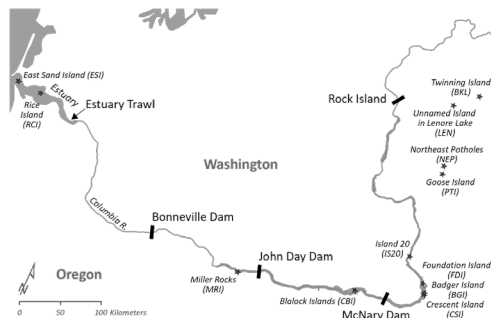 East Sand Island (ESI)
Estuary
Rice
Island
(RCI)
Estuary Trawl
Rock Island
Twinning Island
(BKL)
Unnamed Island
in Lenore Lake
(LEN)
Northeast Potholes
(NEP)
Goose Island
(PTI)
Washington
Columbia R.
Bonneville Dam
Island 20
(IS20)
John Day Dam
Foundation Island
(FDI)
Badger Island
(BGI)
Crescent Island
(CSI)
Miller Rocks
(MRI)
Blalock Islands (CBI)
McNary Dam
N
Oregon
0 50 100 Kilometers